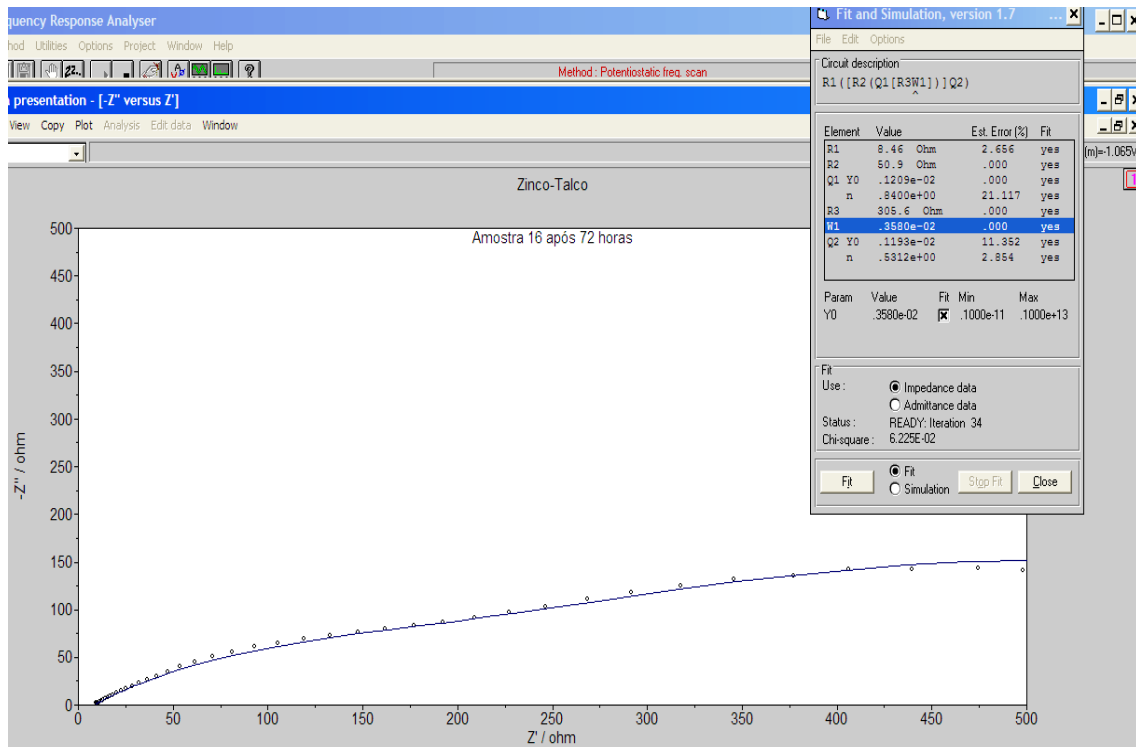 quency Response Analyser
hod Utilities Options Project Window Help
Method : Potentiostatic freq. scan
n presentation - [-Z" versus Z']
View Copy Plot Analysis Edit data Window
(m)=-1.065V
1
Zinco-Talco
Amostra 16 após 72 horas
-Z" / ohm
500
450
400
350
300
250
200
150
100
50
0
0 50 100 150 200 250 300 350 400 450 500
Z' / ohm
Fit and Simulation, version 1.7 ...
File Edit Options
Circuit description
R1([R2(Q1[R3W1])]Q2)
^
Element Value Est. Error (%) Fit
R1 8.46 Ohm 2.656 yes
R2 50.9 Ohm .000 yes
Q1 Y0 .1209e-02 .000 yes
n .8400e+00 21.117 yes
R3 305.6 Ohm .000 yes
W1 .3580e-02 .000 yes
Q2 Y0 .1193e-02 11.352 yes
n .5312e+00 2.854 yes
Param Value Fit Min Max
Y0 .3580e-02 .1000e-11 .1000e+13
Fit
Use : Impedance data
Admittance data
Status : READY: Iteration 34
Chi-square : 6.225E-02
Fit Fit Simulation Stop Fit Close